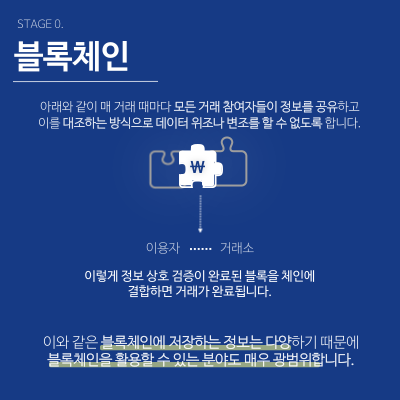 STAGE 0.
블록체인
아래와 같이 매 거래 때마다 모든 거래 참여자들이 정보를 공유하고
이를 대조하는 방식으로 데이터 위조나 변조를 할 수 없도록 합니다.
₩
이용자 ······ 거래소
이렇게 정보 상호 검증이 완료된 블록을 체인에
결합하면 거래가 완료됩니다.
이와 같은 블록체인에 저장하는 정보는 다양하기 때문에
블록체인을 활용할 수 있는 분야도 매우 광범위합니다.